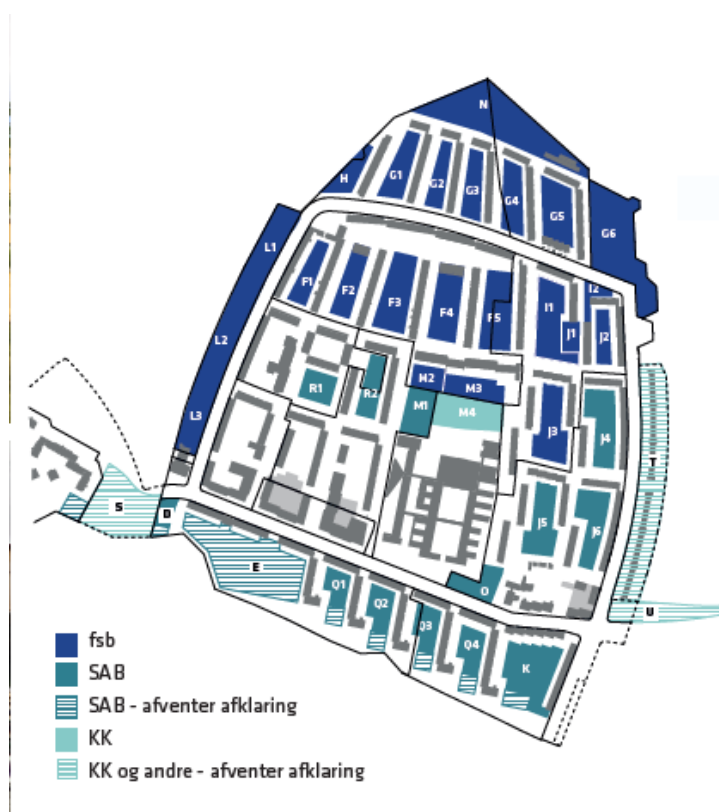 N
H
G1
G2
G3
G4
G5
G6
L1
F1
F2
F3
F4
F5
I1
I2
J1
J2
L2
R1
R2
M2
M3
M1
M4
J3
J4
L3
T
S
D
J5
J6
E
Q1
Q2
Q3
Q4
O
K
U
fsb
SAB
SAB - afventer afklaring
KK
KK og andre - afventer afklaring